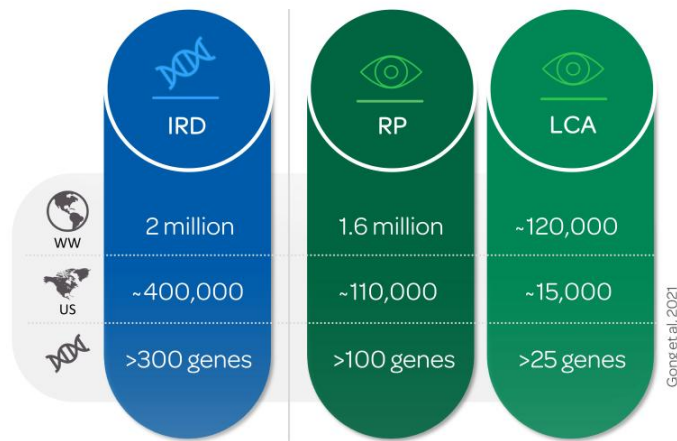 IRD
RP
LCA
WW
2 million
1.6 million
~120,000
US
~400,000
~110,000
~15,000
>300 genes
>100 genes
>25 genes
Gong et al. 2021